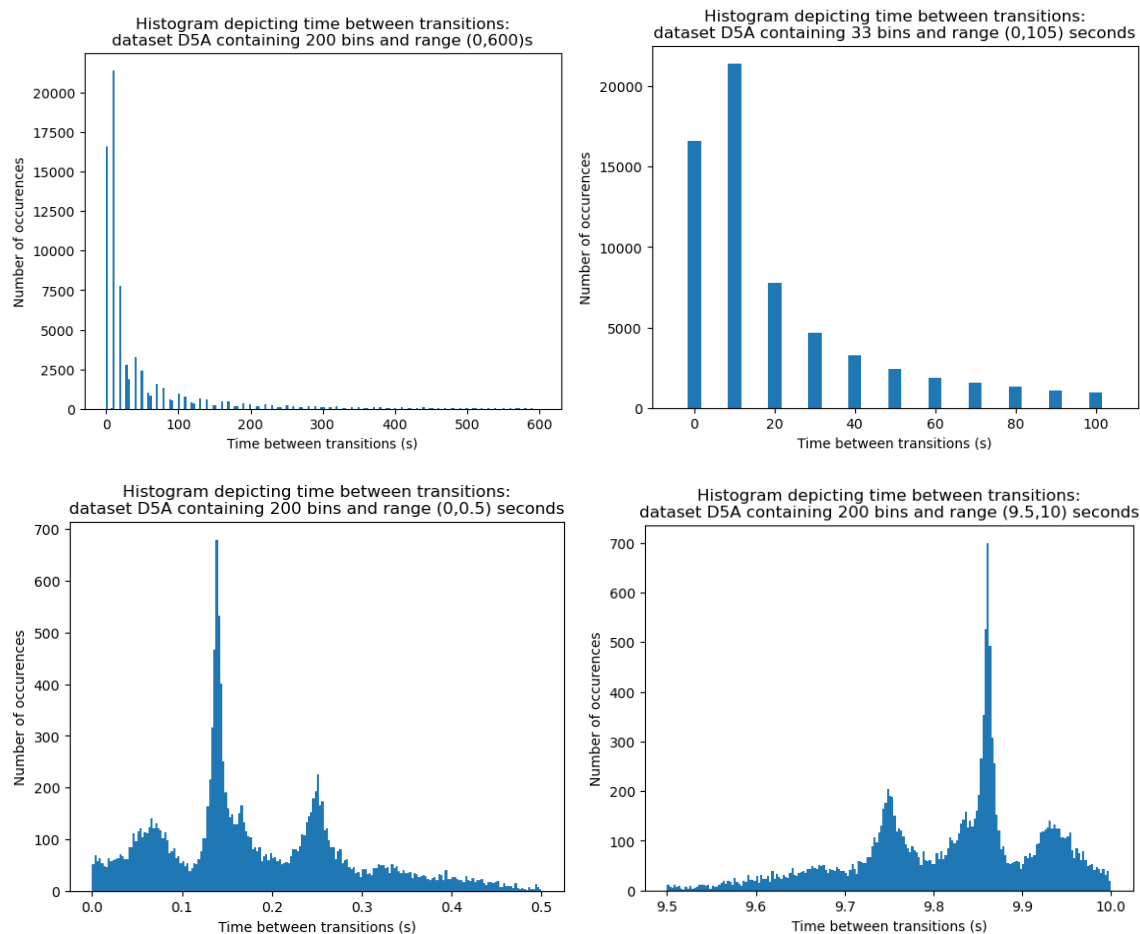 Histogram depicting time between transitions:
dataset D5A containing 200 bins and range (0,600)s
Number of occurences
20000
17500
15000
12500
10000
7500
5000
2500
0
0 100 200 300 400 500 600
Time between transitions (s)
Histogram depicting time between transitions:
dataset D5A containing 33 bins and range (0,105) seconds
Number of occurences
20000
15000
10000
5000
0
0 20 40 60 80 100
Time between transitions (s)
Histogram depicting time between transitions:
dataset D5A containing 200 bins and range (0,0.5) seconds
Number of occurences
700
600
500
400
300
200
100
0
0.0 0.1 0.2 0.3 0.4 0.5
Time between transitions (s)
Histogram depicting time between transitions:
dataset D5A containing 200 bins and range (9.5,10) seconds
Number of occurences
700
600
500
400
300
200
100
0
9.5 9.6 9.7 9.8 9.9 10.0
Time between transitions (s)